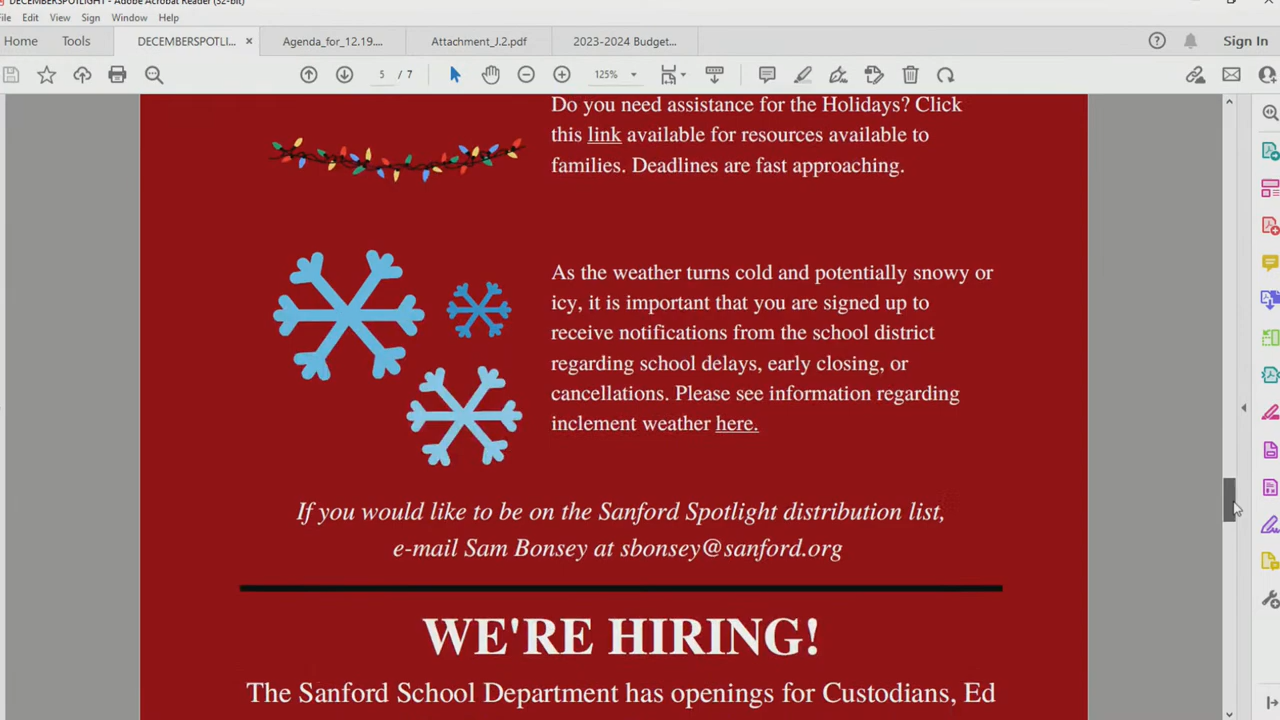 DECEMBERSPOTLIGHT - Adobe Acrobat Reader (32-bit)
File Edit View Sign Window Help
Home Tools DECEMBERSPOTLI... × Agenda_for_12.19.... Attachment_J.2.pdf 2023-2024 Budget... Sign In
5 / 7 125%
Do you need assistance for the Holidays? Click
this link available for resources available to
families. Deadlines are fast approaching.
As the weather turns cold and potentially snowy or
icy, it is important that you are signed up to
receive notifications from the school district
regarding school delays, early closing, or
cancellations. Please see information regarding
inclement weather here.
If you would like to be on the Sanford Spotlight distribution list,
e-mail Sam Bonsey at sbonsey@sanford.org
WE'RE HIRING!
The Sanford School Department has openings for Custodians, Ed